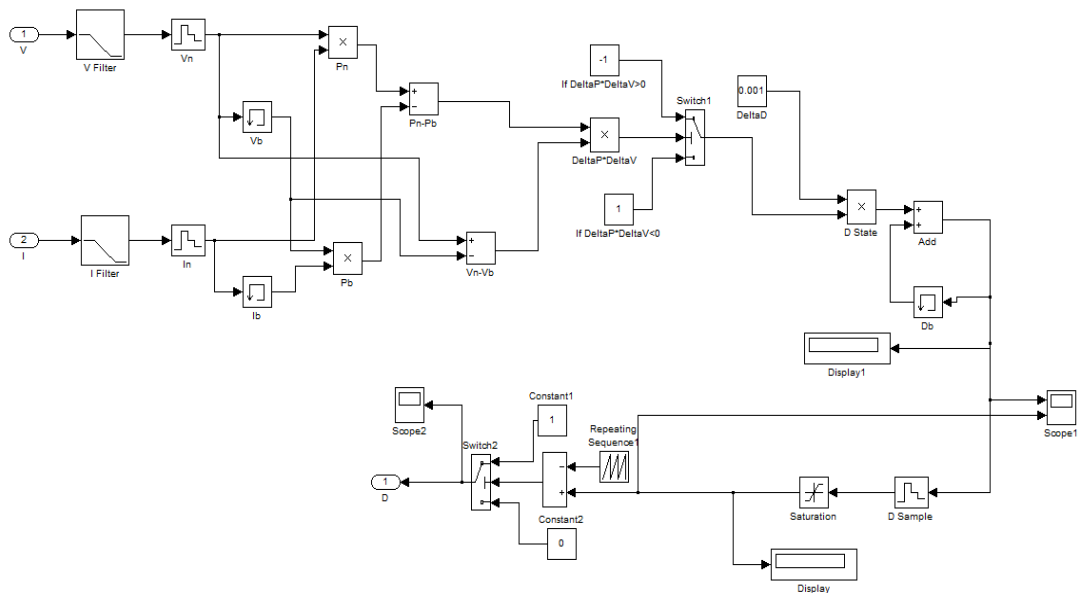 1
V
V Filter
Vn
×
Pn
-1
If DeltaP*DeltaV>0
+
−
Pn-Pb
Switch1
0.001
DeltaD
Vb
×
DeltaP*DeltaV
1
If DeltaP*DeltaV<0
×
D State
+
+
Add
2
I
I Filter
In
×
Pb
+
−
Vn-Vb
Ib
Db
Display1
Scope2
Constant1
1
Repeating
Sequence1
Scope1
Switch2
1
D
−
+
Constant2
0
Saturation
D Sample
Display